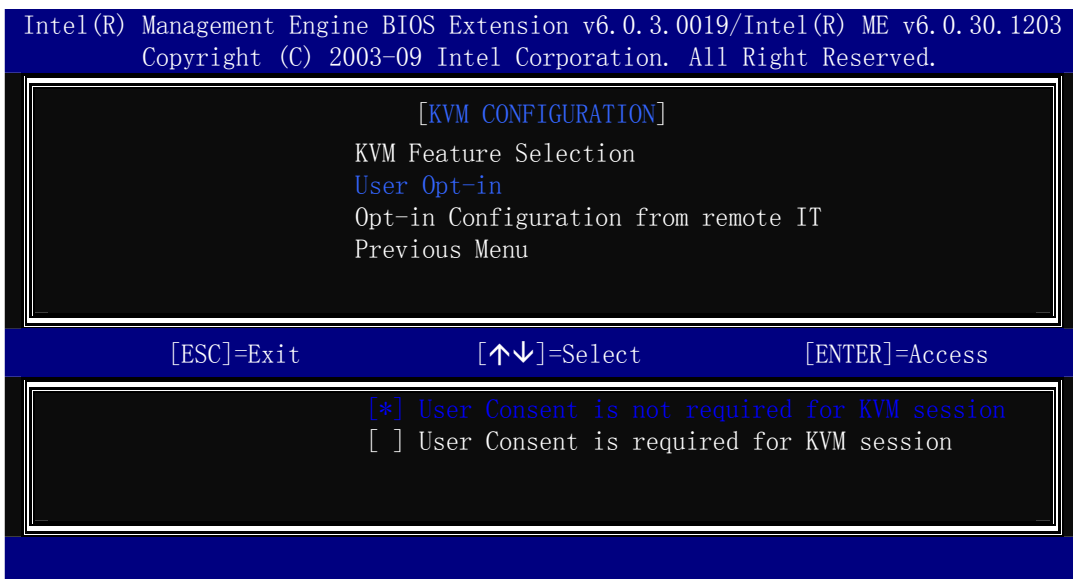 Intel(R) Management Engine BIOS Extension v6.0.3.0019/Intel(R) ME v6.0.30.1203
Copyright (C) 2003-09 Intel Corporation. All Right Reserved.
[KVM CONFIGURATION]
KVM Feature Selection
User Opt-in
Opt-in Configuration from remote IT
Previous Menu
[ESC]=Exit [↑↓]=Select [ENTER]=Access
[*] User Consent is not required for KVM session
[ ] User Consent is required for KVM session